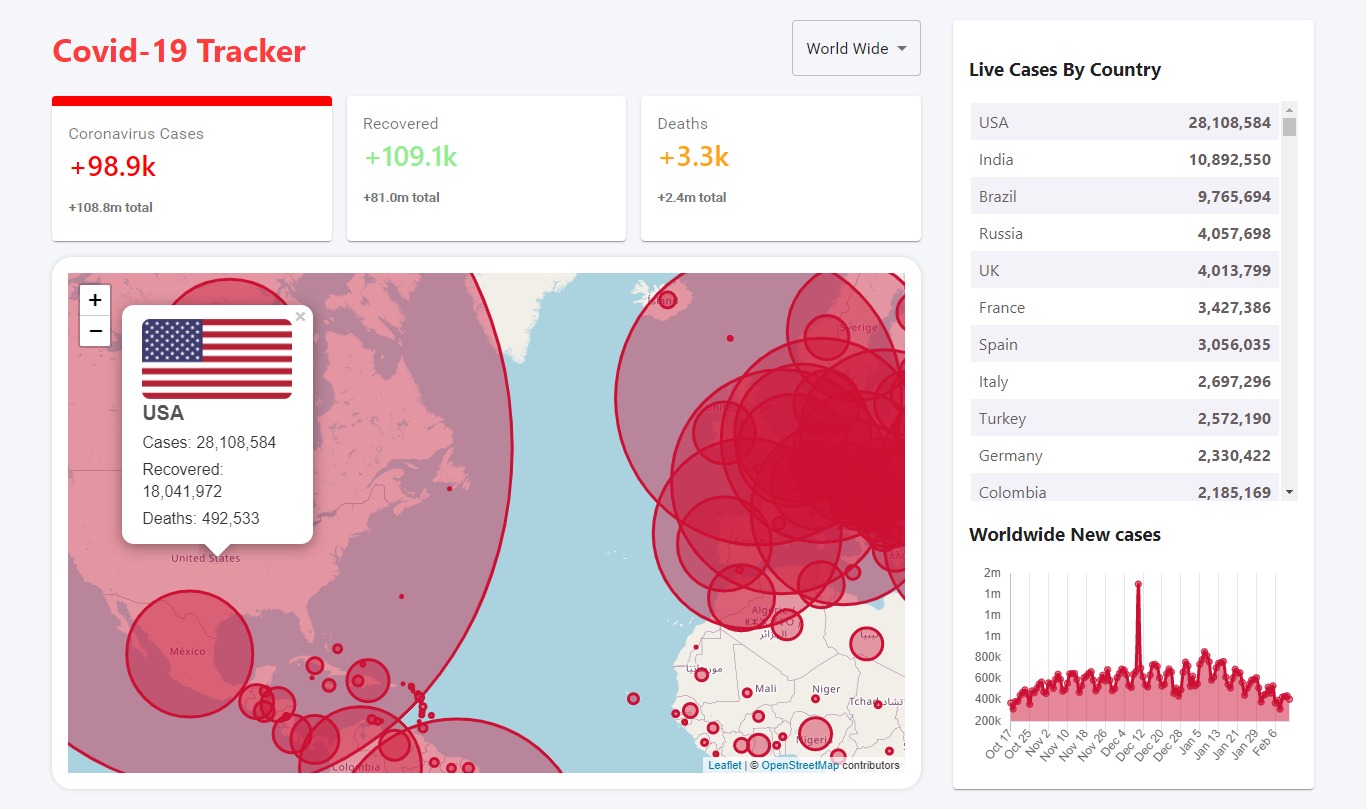 Covid-19 Tracker
World Wide
Coronavirus Cases
+98.9k
+108.8m total
Recovered
+109.1k
+81.0m total
Deaths
+3.3k
+2.4m total
+
−
×
USA
Cases: 28,108,584
Recovered:
18,041,972
Deaths: 492,533
United States
México
Colombia
Ísland
Sverige
Algérie /
الجزائر
ليبيا
موريتانيا
Mali
Niger
Tchad تشاد
Nigeria
Leaflet | © OpenStreetMap contributors
Live Cases By Country
USA 28,108,584
India 10,892,550
Brazil 9,765,694
Russia 4,057,698
UK 4,013,799
France 3,427,386
Spain 3,056,035
Italy 2,697,296
Turkey 2,572,190
Germany 2,330,422
Colombia 2,185,169
Worldwide New cases
2m
1m
1m
1m
800k
600k
400k
200k
Oct 17
Oct 25
Nov 2
Nov 10
Nov 18
Nov 26
Dec 4
Dec 12
Dec 20
Dec 28
Jan 5
Jan 13
Jan 21
Jan 29
Feb 6